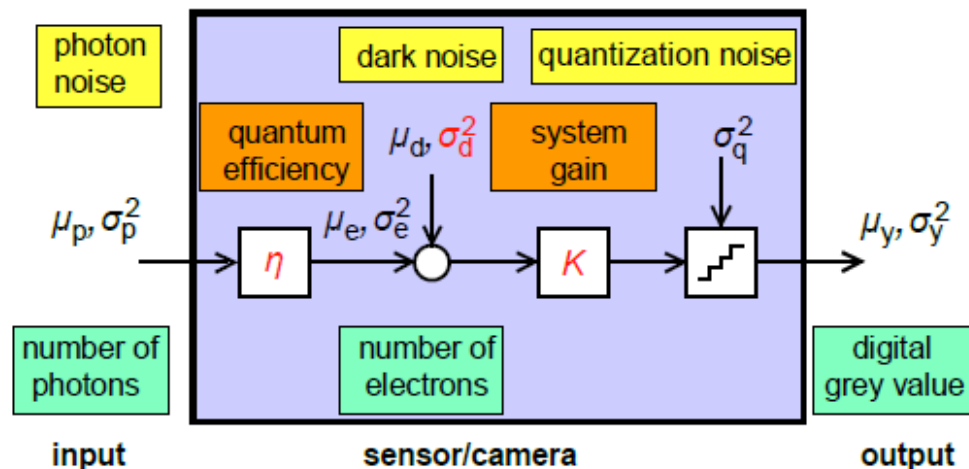 photon
noise
dark noise
quantization noise
quantum
efficiency
μd, σd²
system
gain
σq²
μp, σp²
μe, σe²
μy, σy²
η
K
number of
photons
number of
electrons
digital
grey value
input
sensor/camera
output